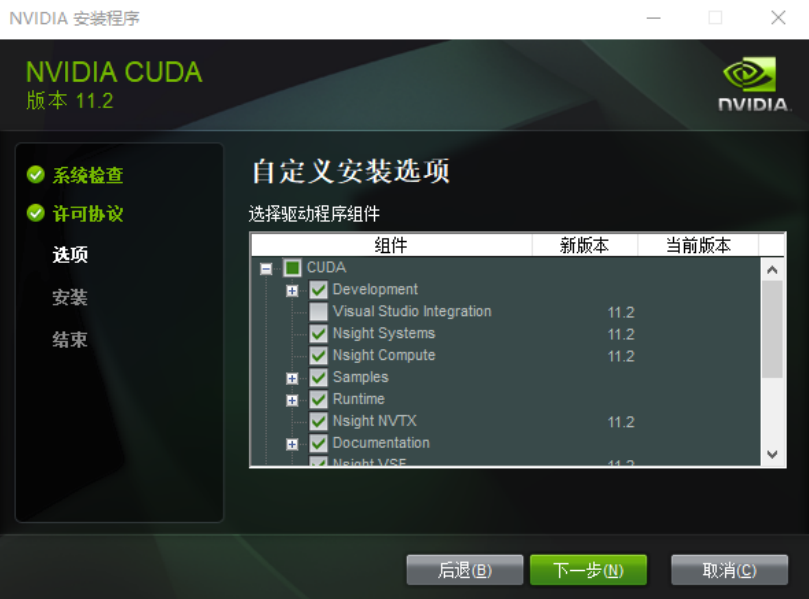 NVIDIA 安装程序
NVIDIA CUDA
版本 11.2
NVIDIA.
系统检查
许可协议
选项
安装
结束
自定义安装选项
选择驱动程序组件
组件 新版本 当前版本
CUDA
Development
Visual Studio Integration 11.2
Nsight Systems 11.2
Nsight Compute 11.2
Samples
Runtime
Nsight NVTX 11.2
Documentation
Nsight VSE 11.2
后退(B) 下一步(N) 取消(C)